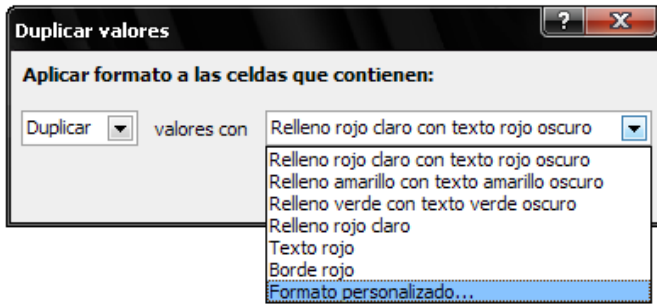 Duplicar valores
?
X
Aplicar formato a las celdas que contienen:
Duplicar valores con Relleno rojo claro con texto rojo oscuro
Relleno rojo claro con texto rojo oscuro
Relleno amarillo con texto amarillo oscuro
Relleno verde con texto verde oscuro
Relleno rojo claro
Texto rojo
Borde rojo
Formato personalizado...